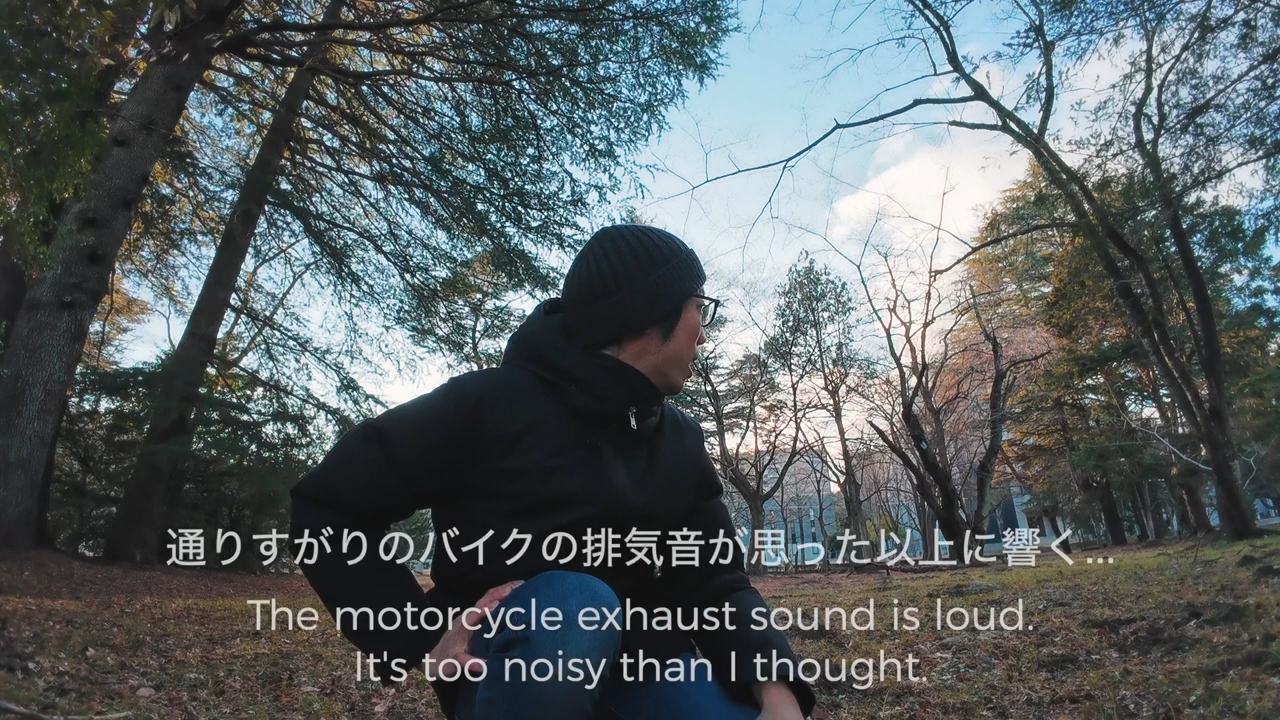 通りすがりのバイクの排気音が思った以上に響く...
The motorcycle exhaust sound is loud.
It's too noisy than I thought.